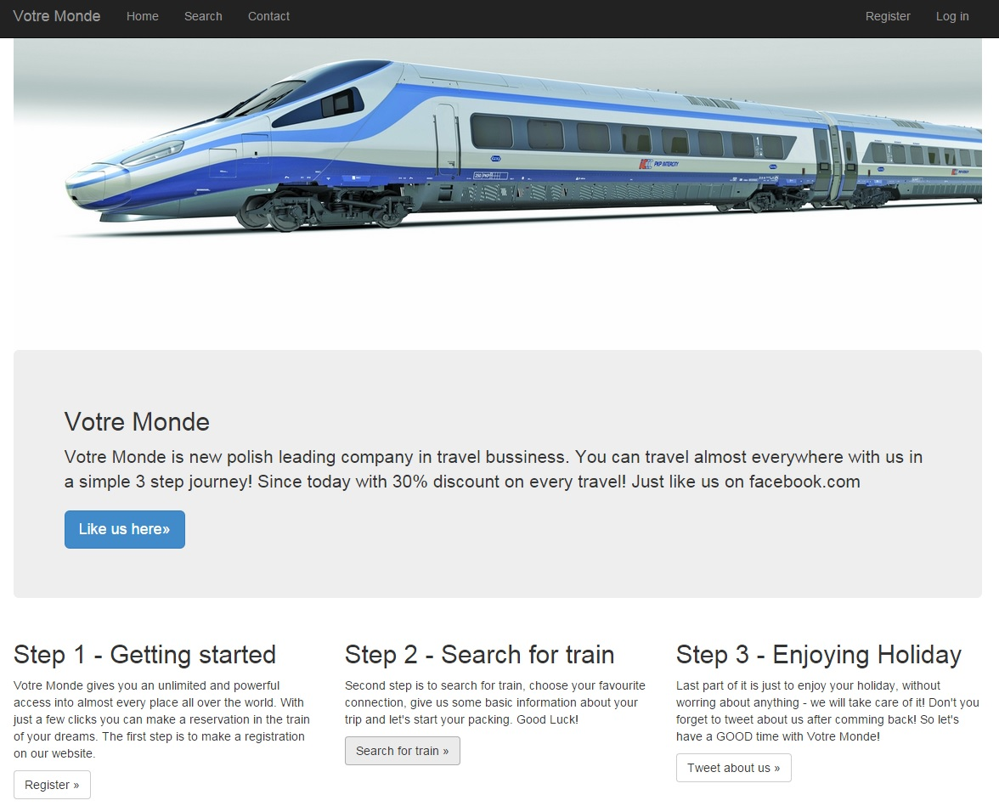 Votre Monde Home Search Contact Register Log in
1
PKP INTERCITY
1
Votre Monde
Votre Monde is new polish leading company in travel bussiness. You can travel almost everywhere with us in
a simple 3 step journey! Since today with 30% discount on every travel! Just like us on facebook.com
Like us here»
Step 1 - Getting started
Votre Monde gives you an unlimited and powerful
access into almost every place all over the world. With
just a few clicks you can make a reservation in the train
of your dreams. The first step is to make a registration
on our website.
Register »
Step 2 - Search for train
Second step is to search for train, choose your favourite
connection, give us some basic information about your
trip and let's start your packing. Good Luck!
Search for train »
Step 3 - Enjoying Holiday
Last part of it is just to enjoy your holiday, without
worring about anything - we will take care of it! Don't you
forget to tweet about us after comming back! So let's
have a GOOD time with Votre Monde!
Tweet about us »